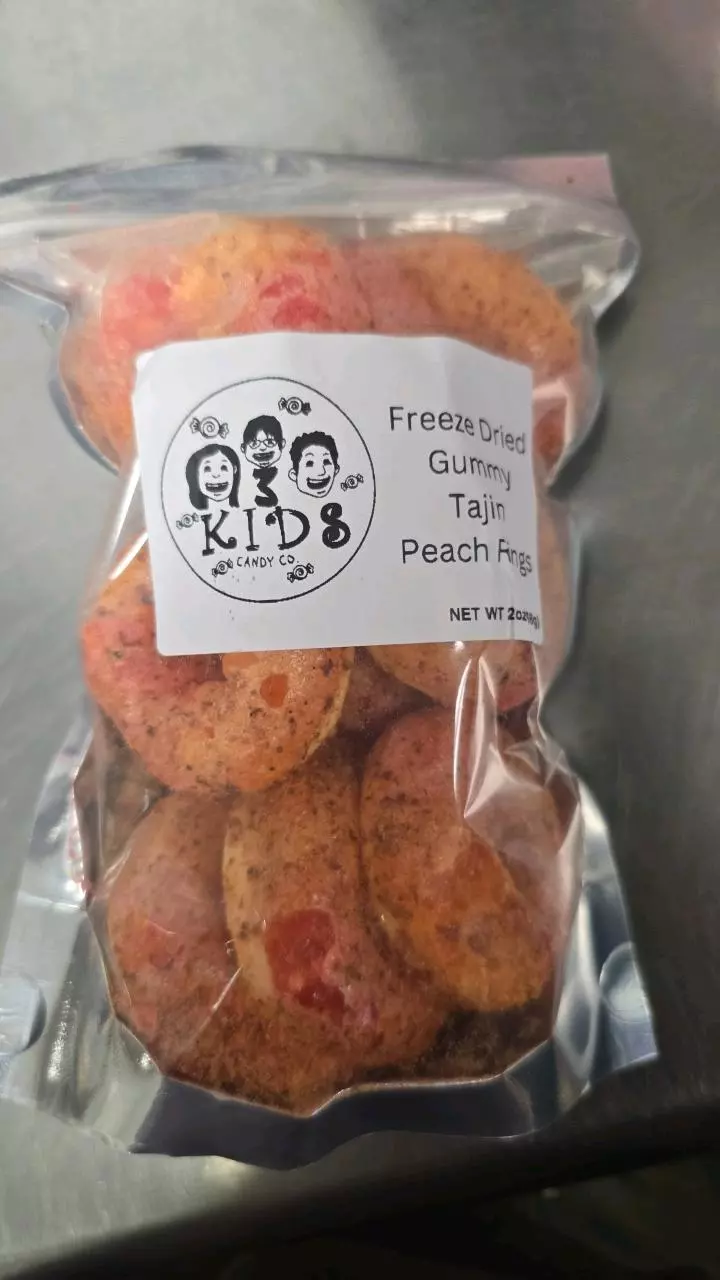 3
KIDS
CANDY CO.
Freeze Dried
Gummy
Tajin
Peach Rings
NET WT 2oz